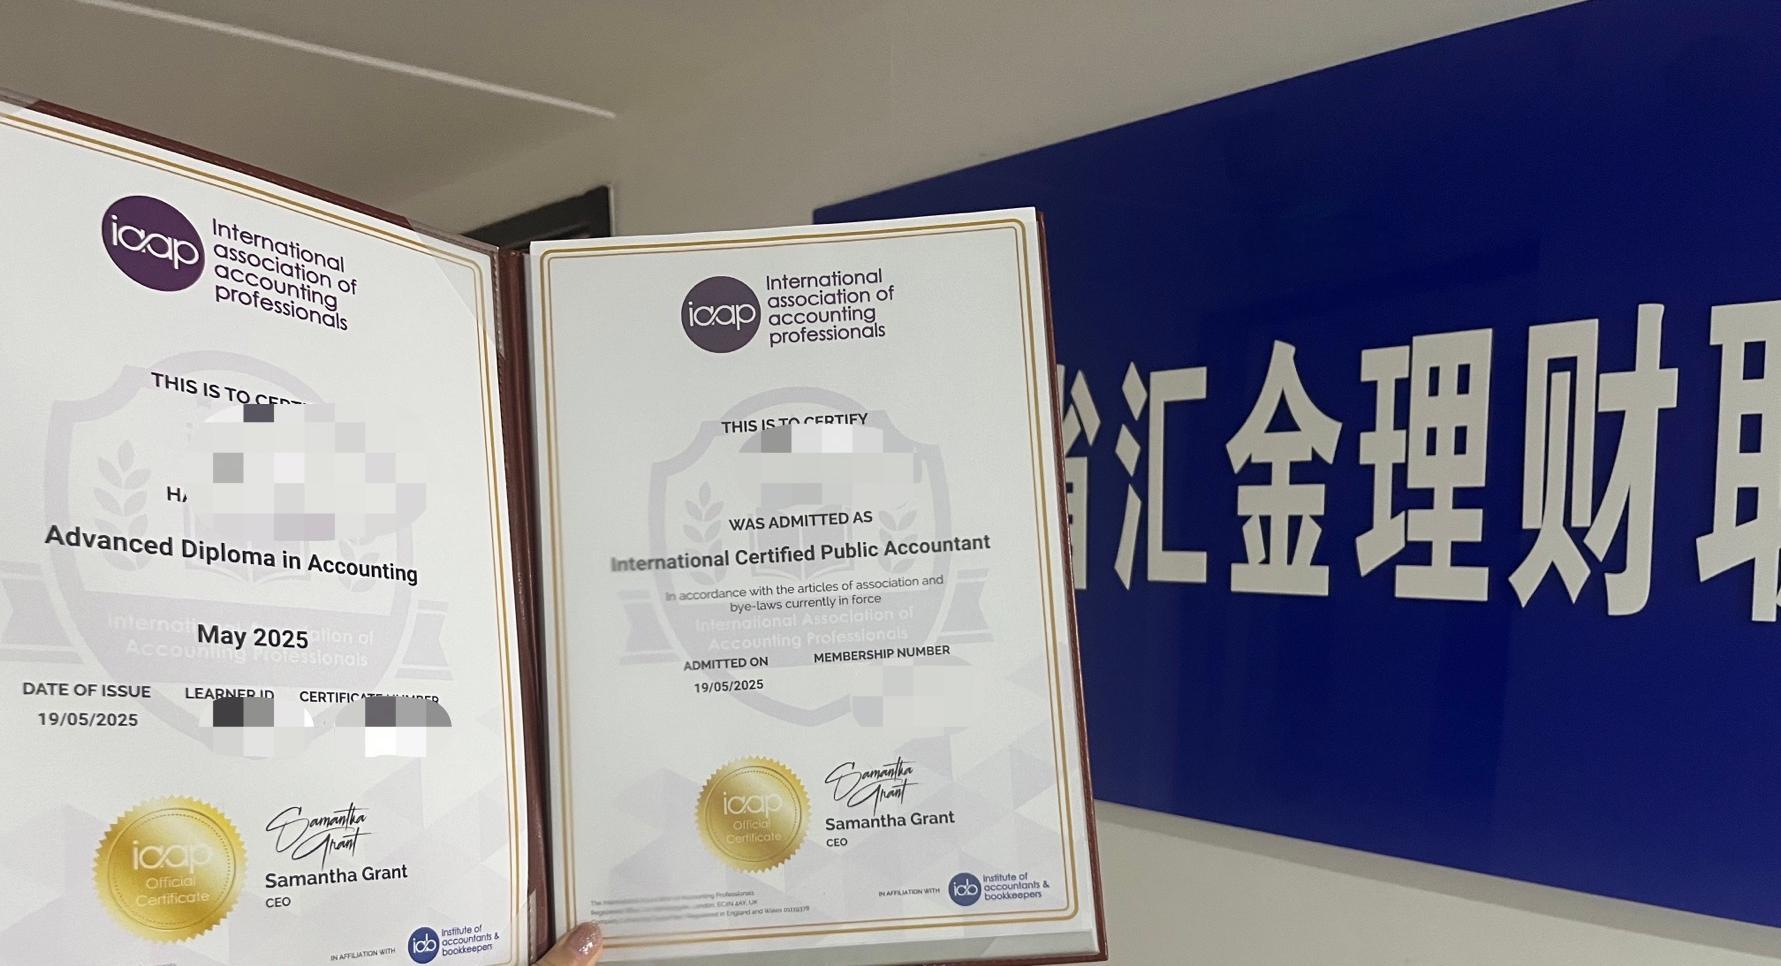 icap
International
association of
accounting
professionals
THIS IS TO
Advanced Diploma in Accounting
May 2025
DATE OF ISSUE LEARNER ID CERTIFICATE NUMBER
19/05/2025
icap
Official
Certificate
Samantha
Grant
Samantha Grant
CEO
IN AFFILIATION WITH
iab
Institute of
accountants &
bookkeepers
icap
International
association of
accounting
professionals
THIS IS TO CERTIFY
WAS ADMITTED AS
International Certified Public Accountant
In accordance with the articles of association and
bye-laws currently in force
International Association of
Accounting Professionals
ADMITTED ON MEMBERSHIP NUMBER
19/05/2025
icap
Official
Certificate
Samantha
Grant
Samantha Grant
CEO
IN AFFILIATION WITH
iab
Institute of
accountants &
bookkeepers
汇金理财